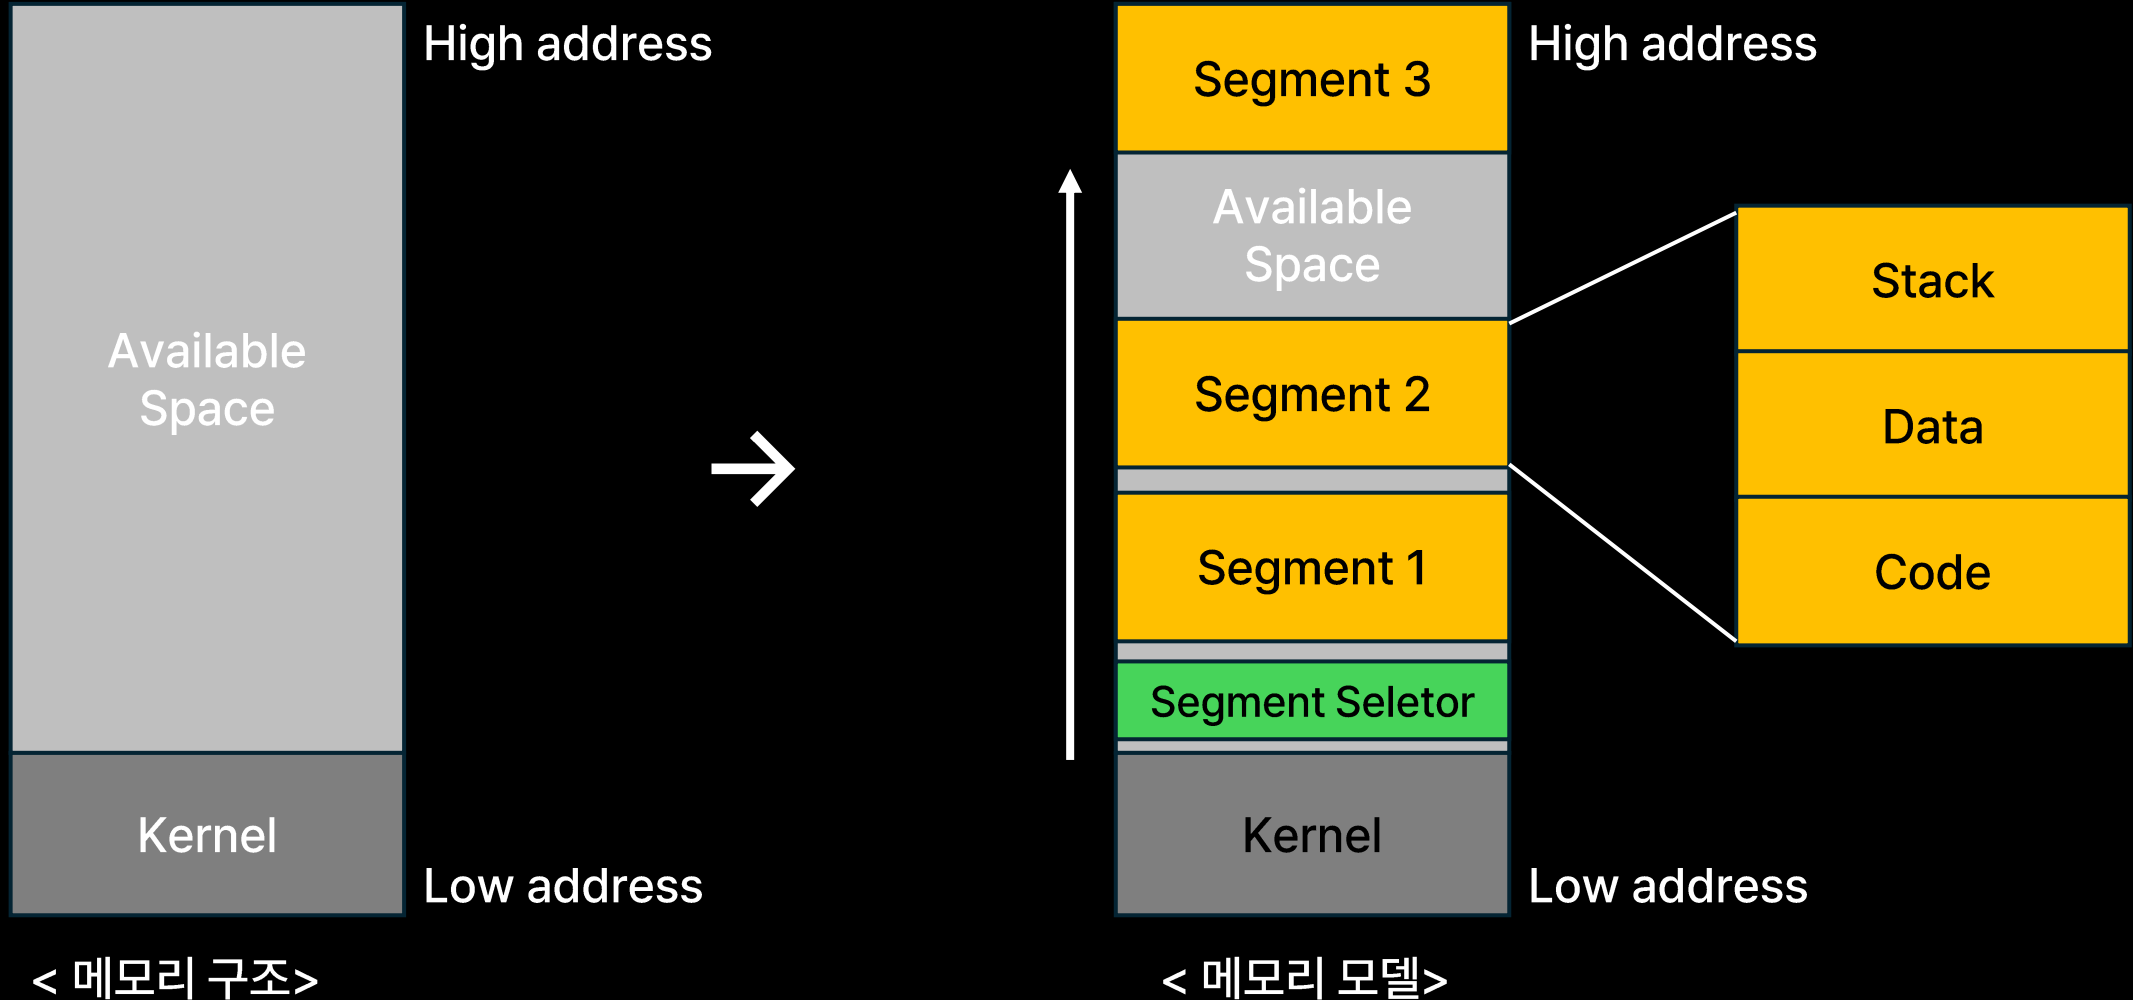 High address
Available
Space
Kernel
Low address
< 메모리 구조>
High address
Segment 3
Available
Space
Segment 2
Segment 1
Segment Seletor
Kernel
Low address
Stack
Data
Code
< 메모리 모델>